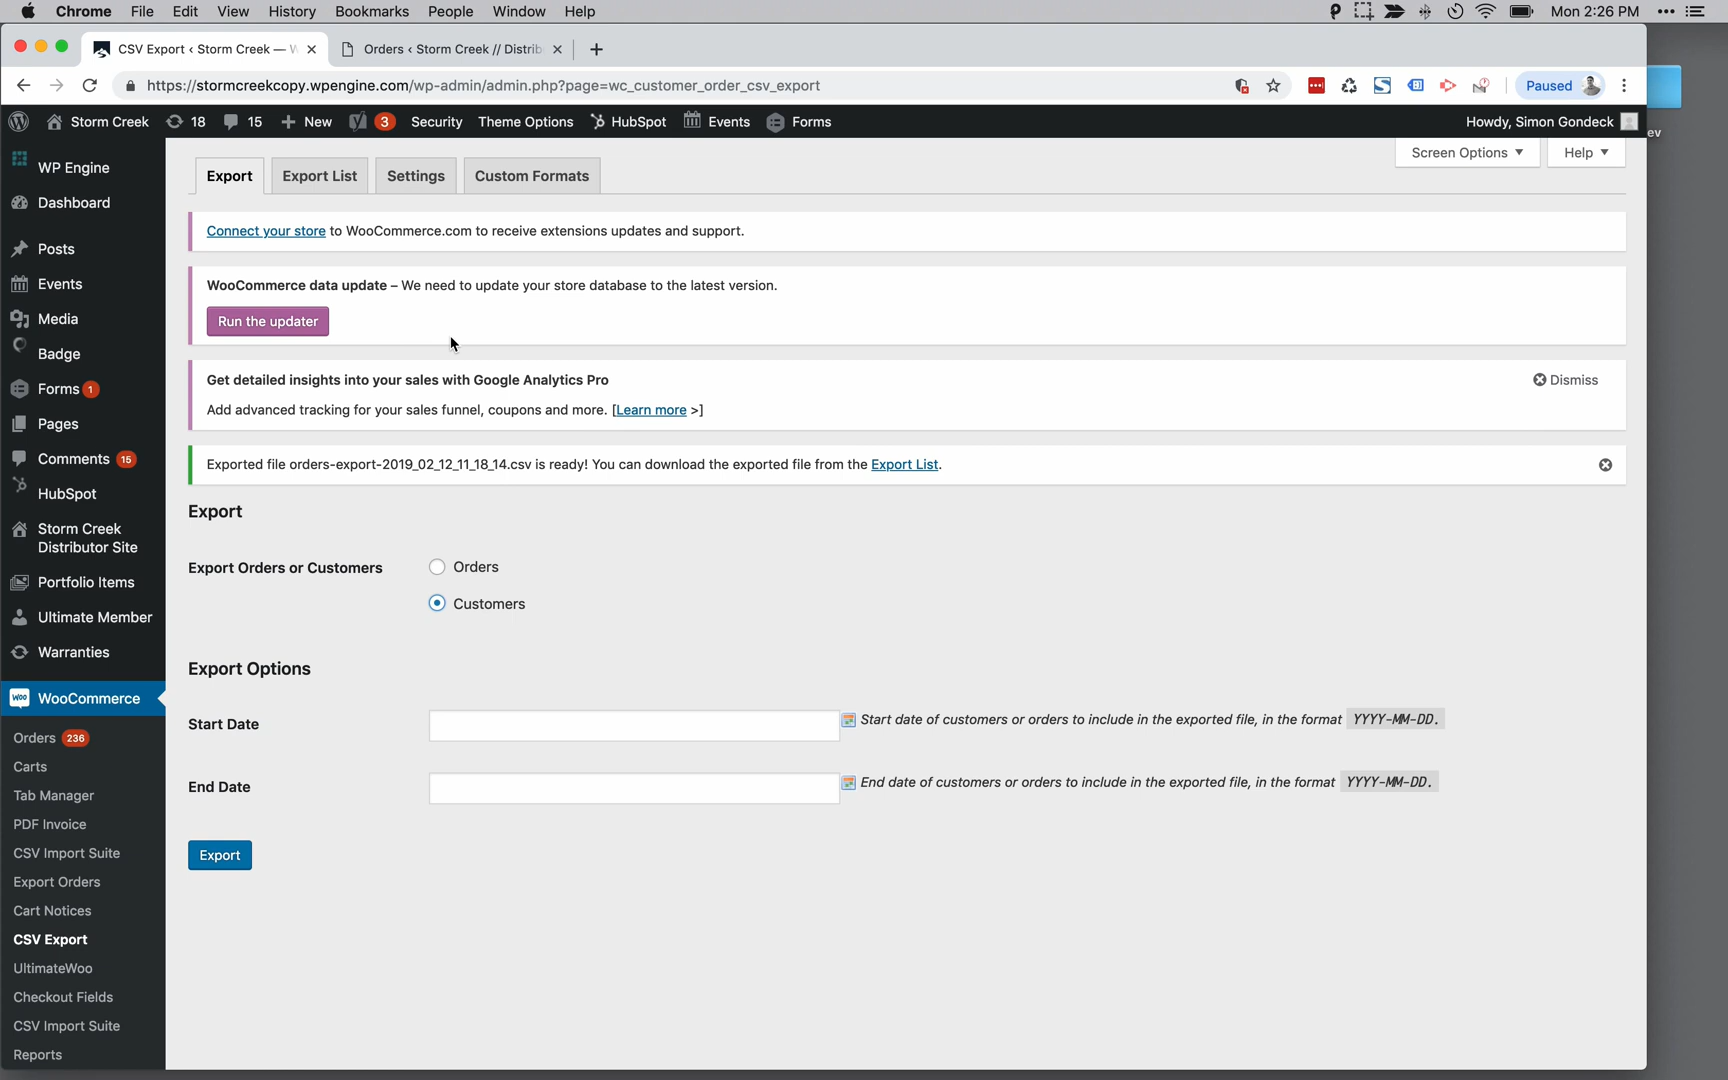 Chrome File Edit View History Bookmarks People Window Help Mon 2:26 PM
CSV Export ‹ Storm Creek —
Orders ‹ Storm Creek // Distrib
https://stormcreekcopy.wpengine.com/wp-admin/admin.php?page=wc_customer_order_csv_export
Paused
Storm Creek 18 15 New 3 Security Theme Options HubSpot Events Forms Howdy, Simon Gondeck
ev
Screen Options Help
WP Engine
Dashboard
Posts
Events
Media
Badge
Forms 1
Pages
Comments 15
HubSpot
Storm Creek
Distributor Site
Portfolio Items
Ultimate Member
Warranties
Woo WooCommerce
Orders 236
Carts
Tab Manager
PDF Invoice
CSV Import Suite
Export Orders
Cart Notices
CSV Export
UltimateWoo
Checkout Fields
CSV Import Suite
Reports
Export Export List Settings Custom Formats
Connect your store to WooCommerce.com to receive extensions updates and support.
WooCommerce data update – We need to update your store database to the latest version.
Run the updater
Get detailed insights into your sales with Google Analytics Pro
Dismiss
Add advanced tracking for your sales funnel, coupons and more. [Learn more >]
Exported file orders-export-2019_02_12_11_18_14.csv is ready! You can download the exported file from the Export List.
Export
Export Orders or Customers
Orders
Customers
Export Options
Start Date
Start date of customers or orders to include in the exported file, in the format YYYY-MM-DD.
End Date
End date of customers or orders to include in the exported file, in the format YYYY-MM-DD.
Export